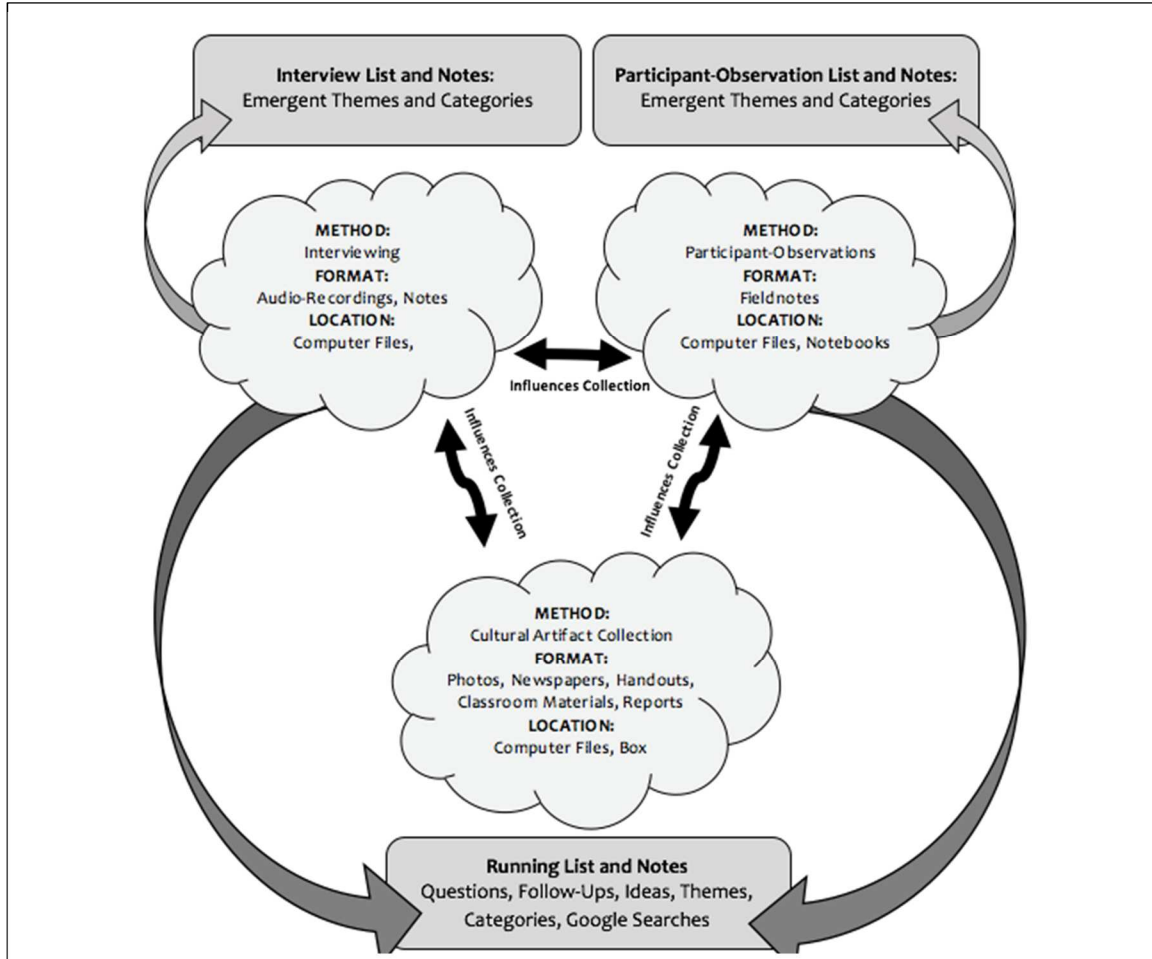 Interview List and Notes:
Emergent Themes and Categories
Participant-Observation List and Notes:
Emergent Themes and Categories
METHOD:
Interviewing
FORMAT:
Audio-Recordings, Notes
LOCATION:
Computer Files,
METHOD:
Participant-Observations
FORMAT:
Fieldnotes
LOCATION:
Computer Files, Notebooks
Influences Collection
Influences Collection
Influences Collection
METHOD:
Cultural Artifact Collection
FORMAT:
Photos, Newspapers, Handouts,
Classroom Materials, Reports
LOCATION:
Computer Files, Box
Running List and Notes
Questions, Follow-Ups, Ideas, Themes,
Categories, Google Searches